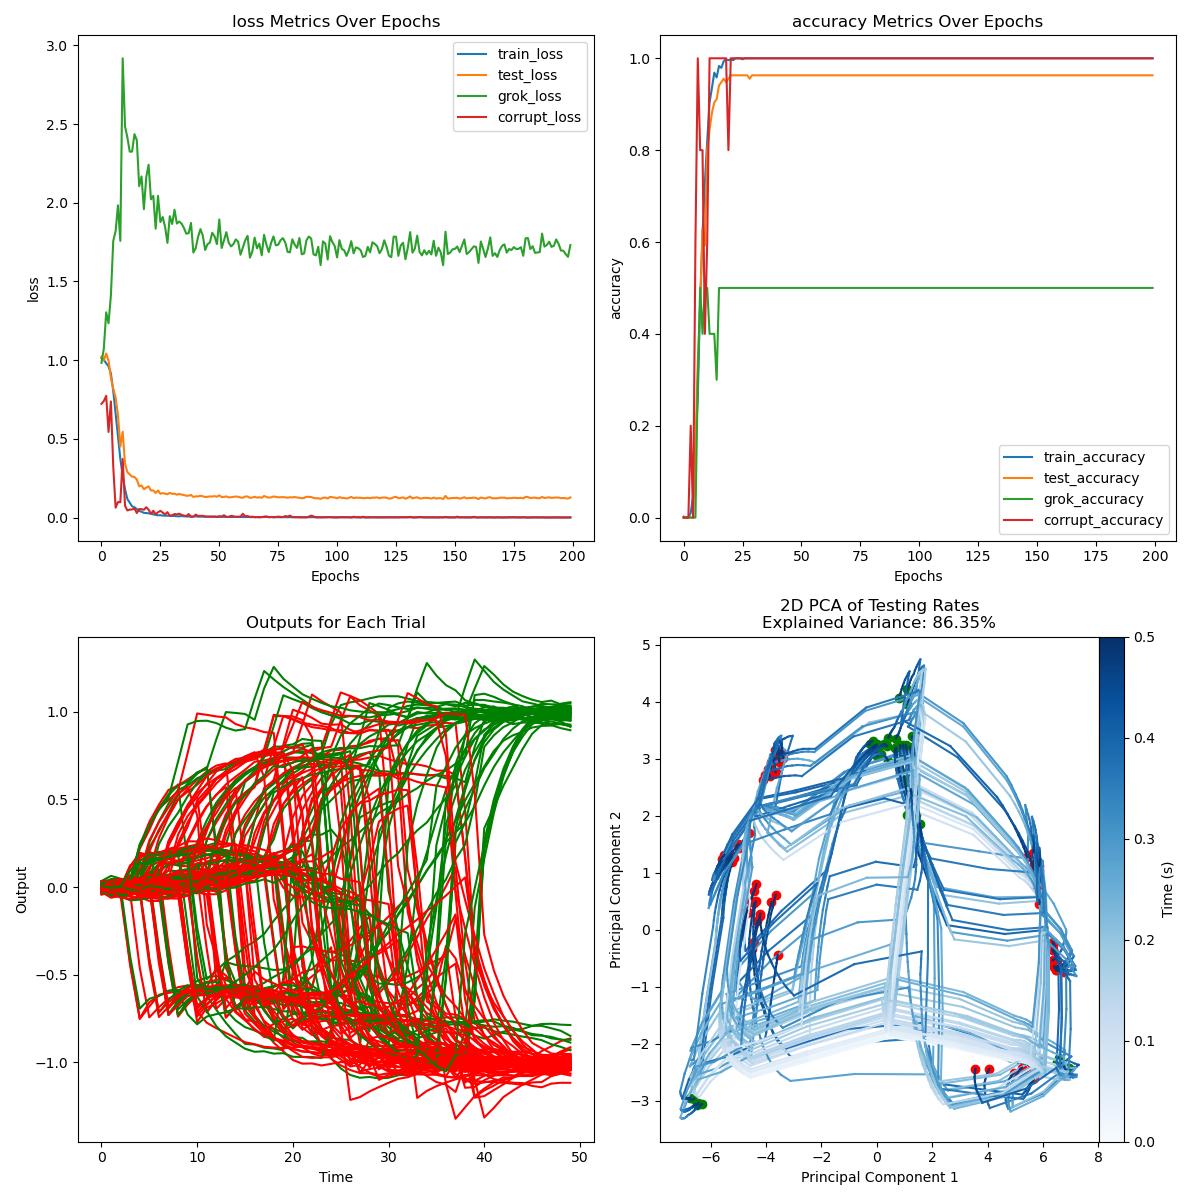 loss Metrics Over Epochs
3.0
2.5
2.0
1.5
1.0
0.5
0.0
loss
0
25
50
75
100
125
150
175
200
Epochs
train_loss
test_loss
grok_loss
corrupt_loss
accuracy Metrics Over Epochs
1.0
0.8
0.6
0.4
0.2
0.0
accuracy
0
25
50
75
100
125
150
175
200
Epochs
train_accuracy
test_accuracy
grok_accuracy
corrupt_accuracy
Outputs for Each Trial
1.0
0.5
0.0
−0.5
−1.0
Output
0
10
20
30
40
50
Time
2D PCA of Testing Rates
Explained Variance: 86.35%
5
4
3
2
1
0
−1
−2
−3
Principal Component 2
−6
−4
−2
0
2
4
6
8
Principal Component 1
0.5
0.4
0.3
0.2
0.1
0.0
Time (s)